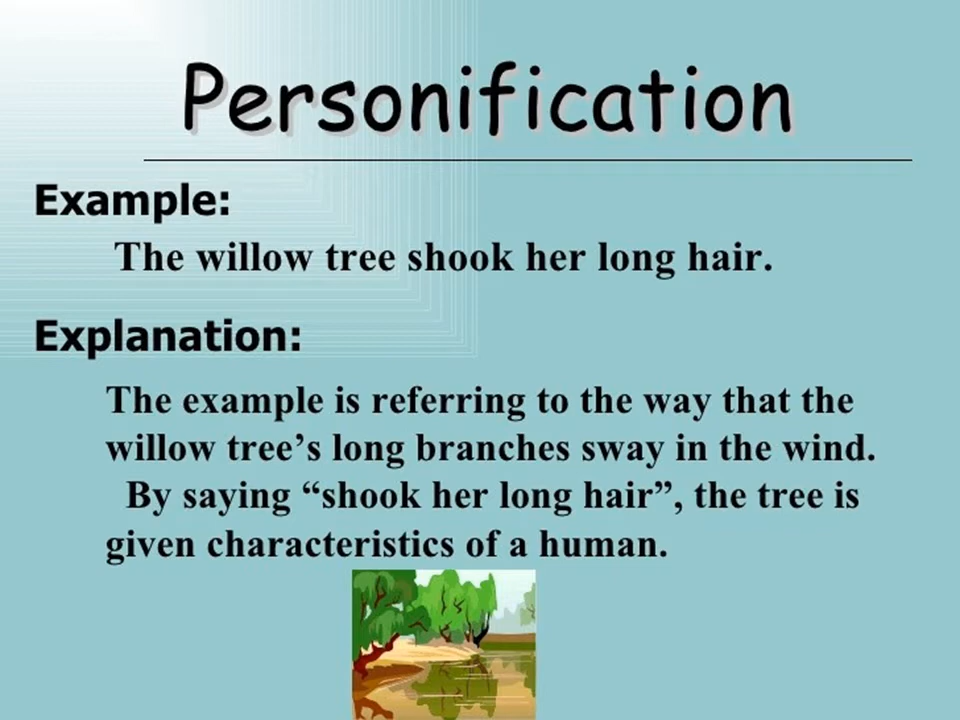 Personification
Example:
The willow tree shook her long hair.
Explanation:
The example is referring to the way that the
willow tree’s long branches sway in the wind.
By saying “shook her long hair”, the tree is
given characteristics of a human.